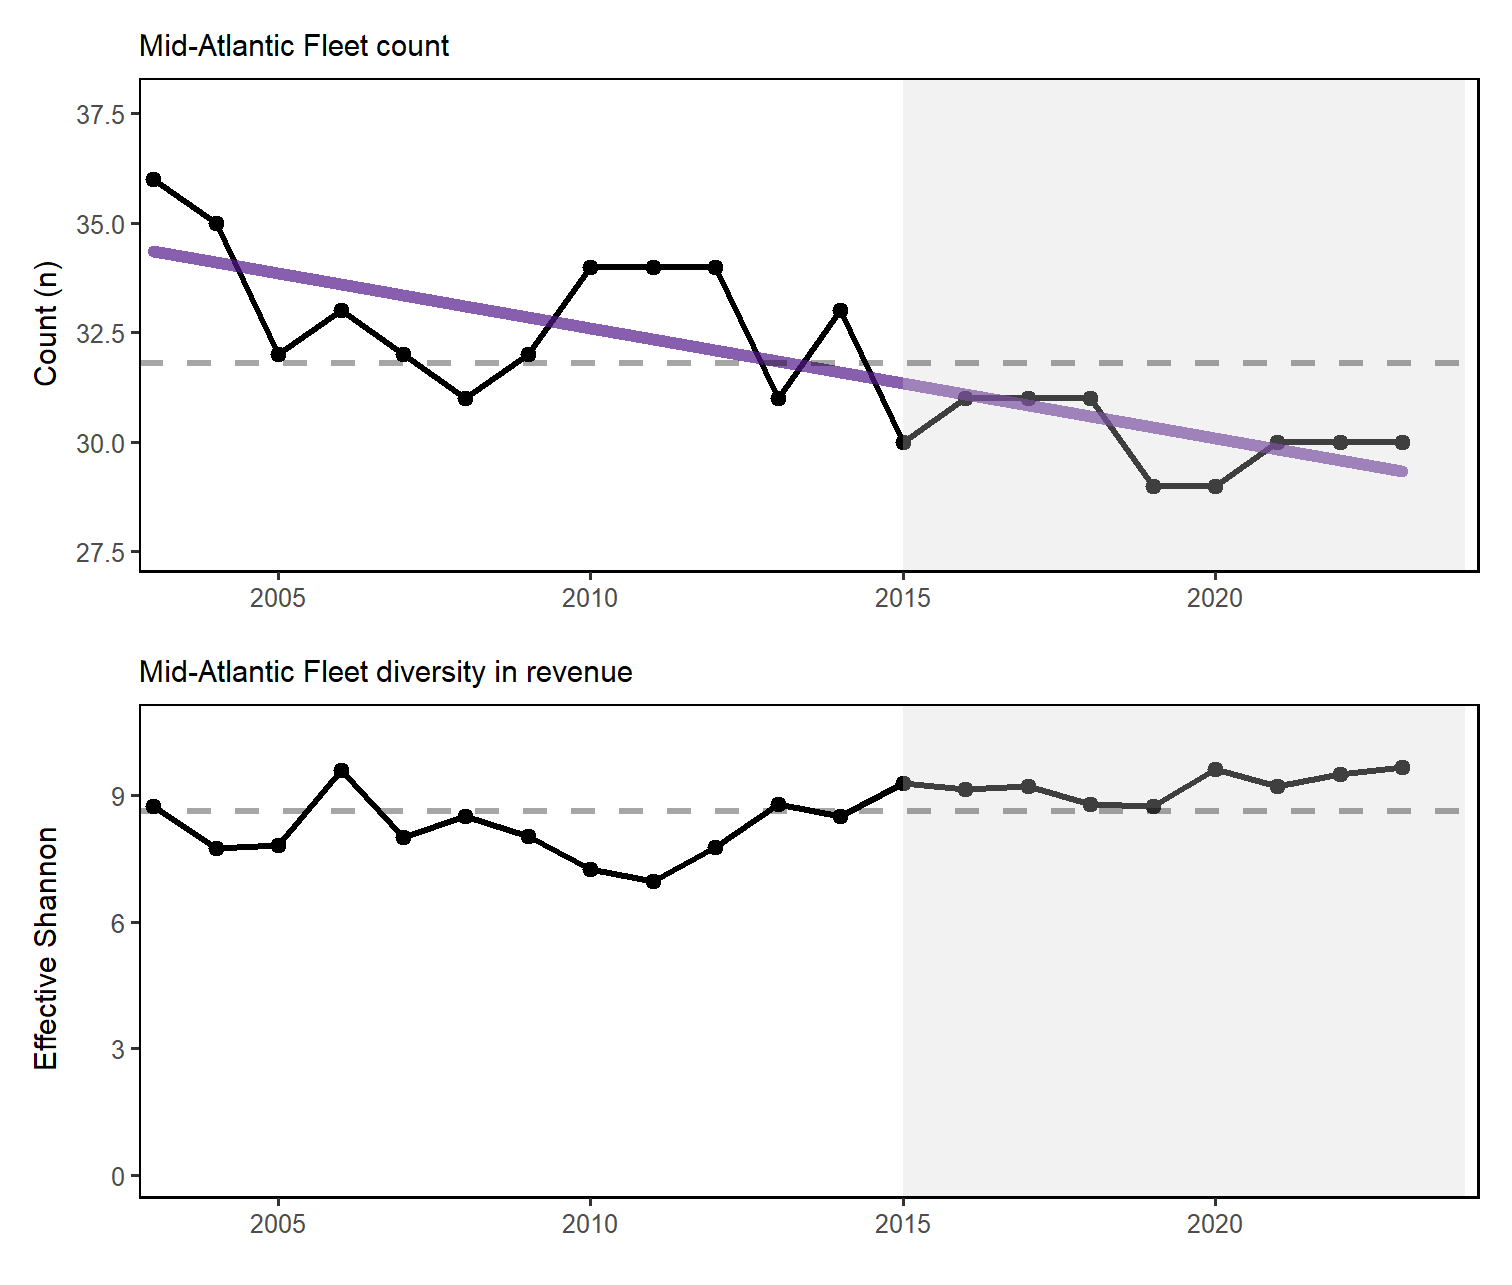 Mid-Atlantic Fleet count
Count (n)
37.5
35.0
32.5
30.0
27.5
2005 2010 2015 2020
Mid-Atlantic Fleet diversity in revenue
Effective Shannon
9
6
3
0
2005 2010 2015 2020